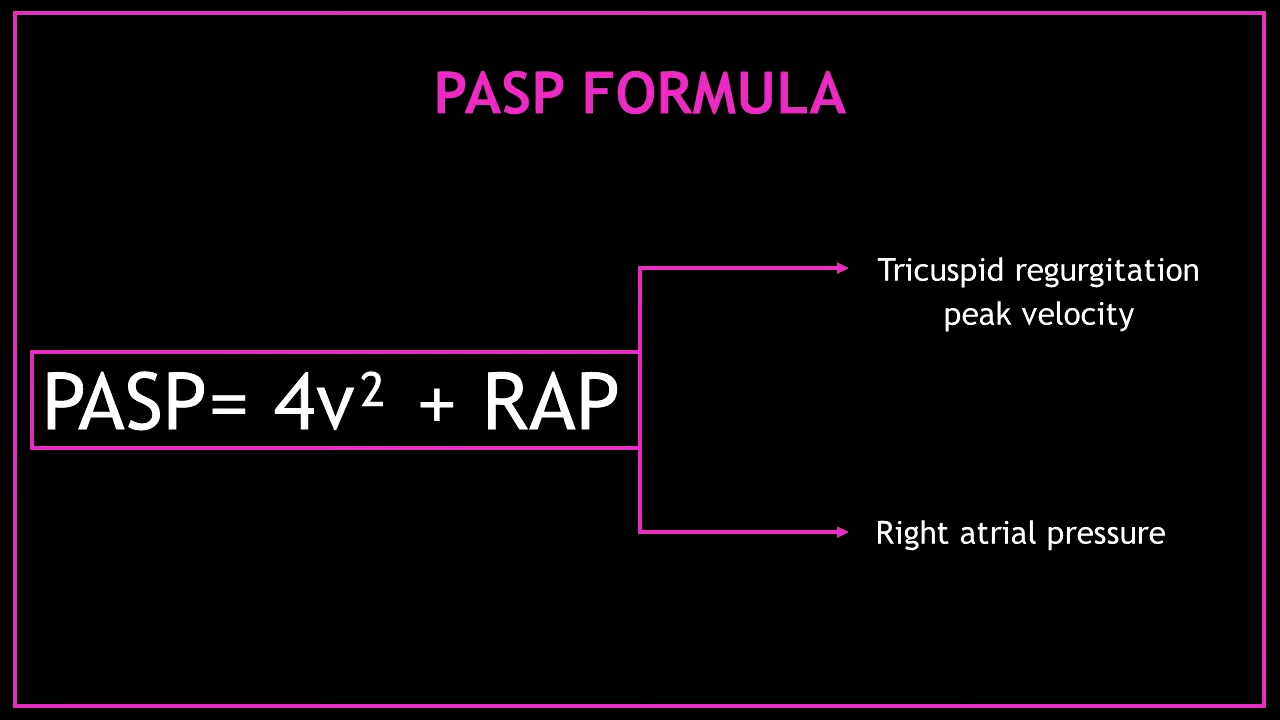 PASP FORMULA
Tricuspid regurgitation
peak velocity
PASP= 4v² + RAP
Right atrial pressure